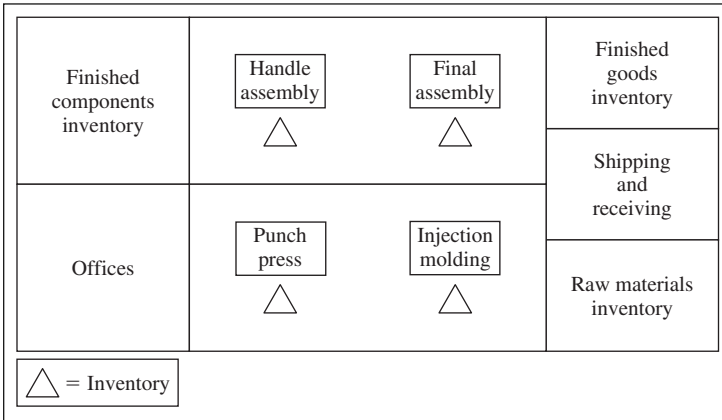 Finished
components
inventory
Handle
assembly
Final
assembly
Finished
goods
inventory
Shipping
and
receiving
Offices
Punch
press
Injection
molding
Raw materials
inventory
= Inventory